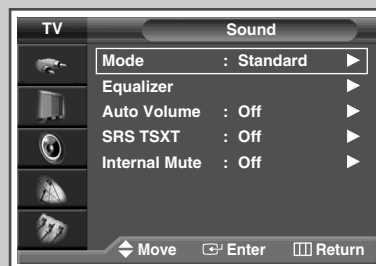 TV Sound
Mode : Standard
Equalizer
Auto Volume : Off
SRS TSXT : Off
Internal Mute : Off
Move Enter Return